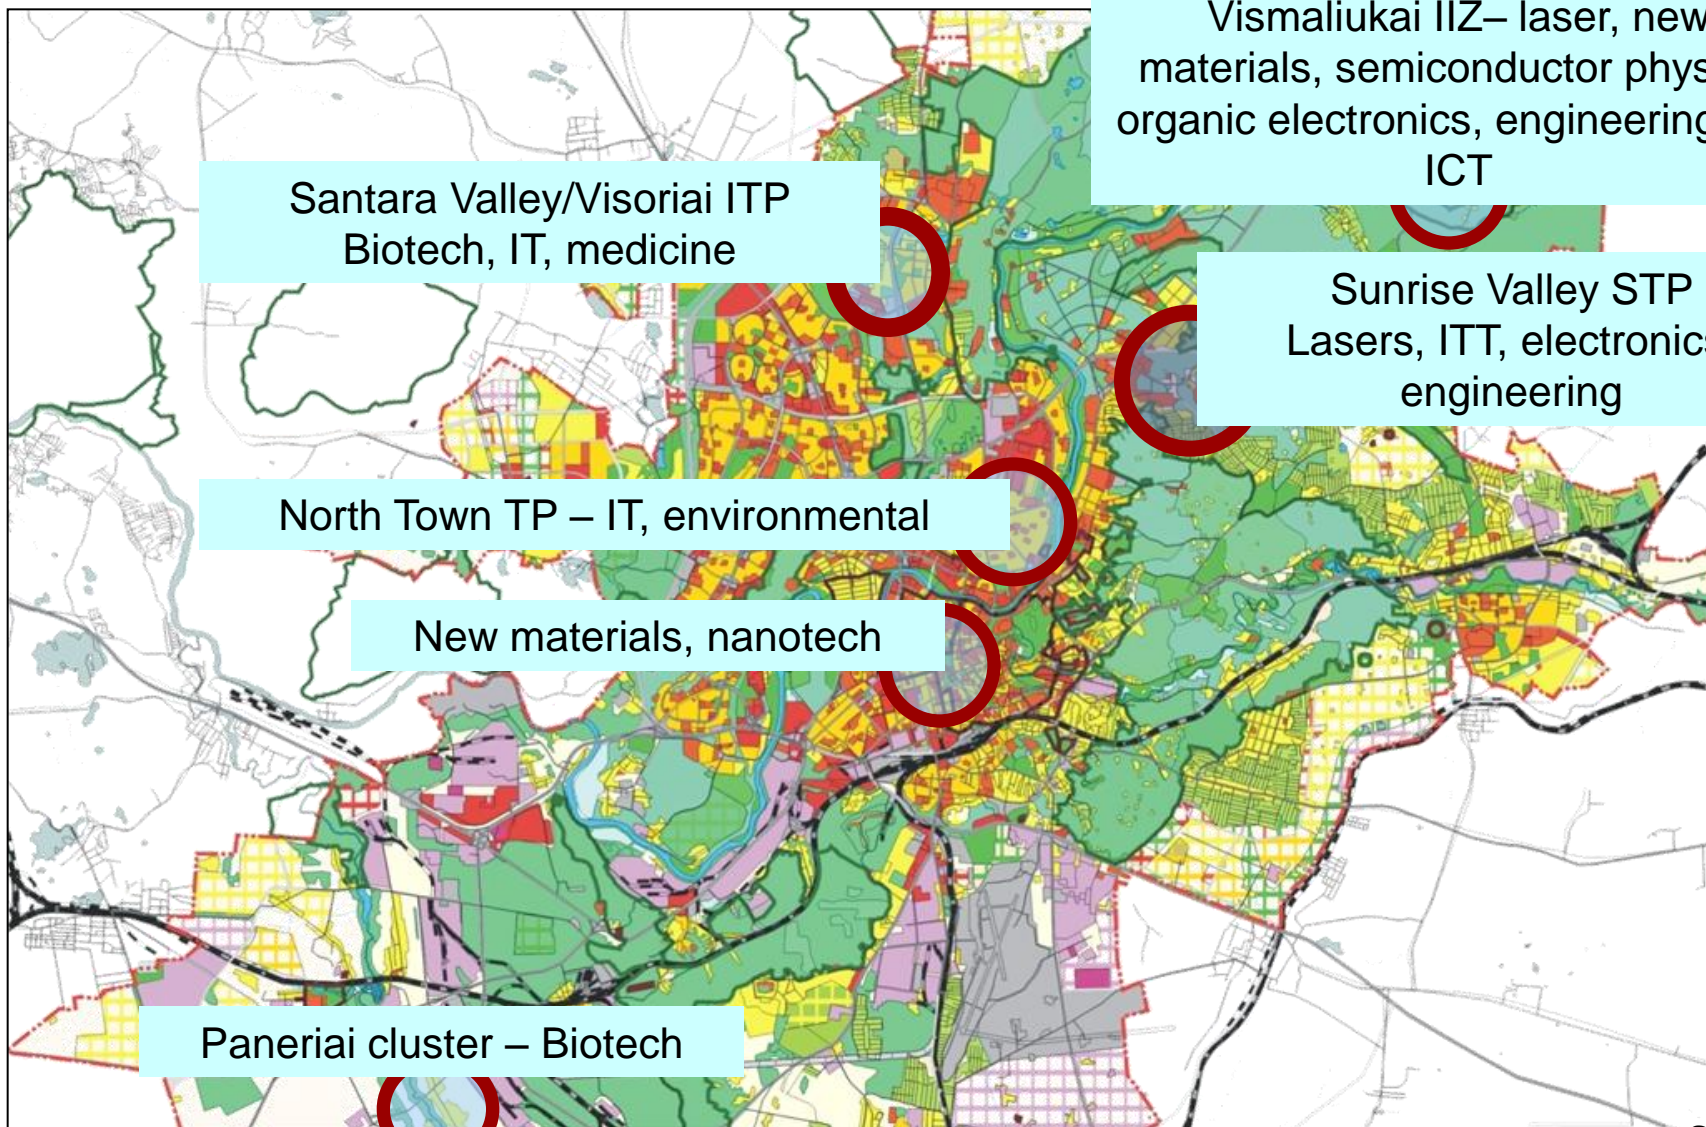 Vismaliukai IIZ– laser, new
materials, semiconductor phys
organic electronics, engineering
ICT
Santara Valley/Visoriai ITP
Biotech, IT, medicine
Sunrise Valley STP
Lasers, ITT, electronics
engineering
North Town TP – IT, environmental
New materials, nanotech
Paneriai cluster – Biotech